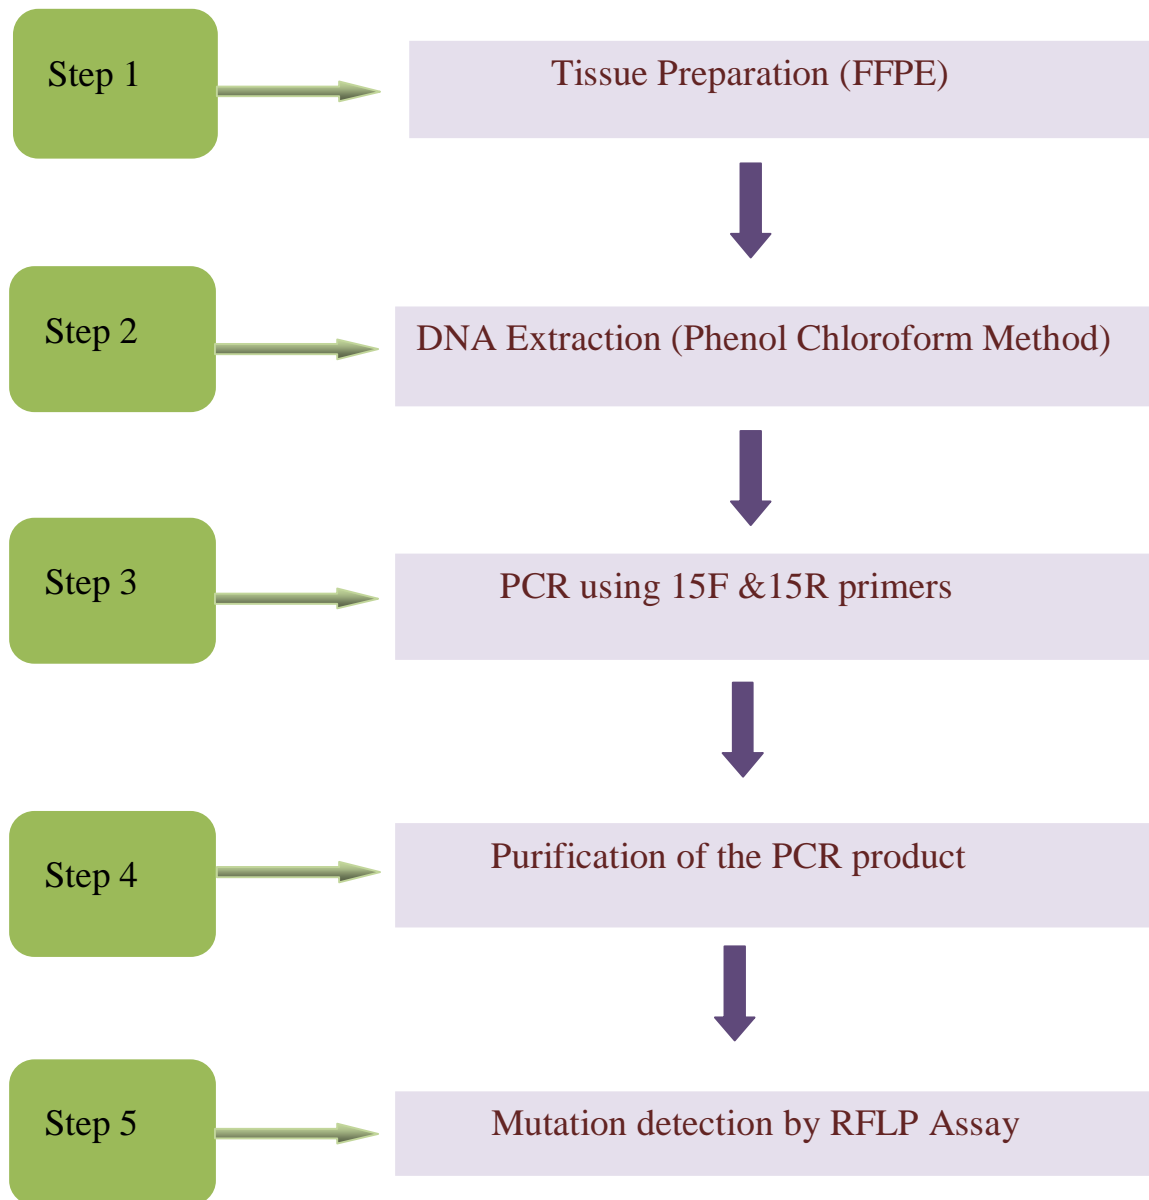 Step 1
Tissue Preparation (FFPE)
Step 2
DNA Extraction (Phenol Chloroform Method)
Step 3
PCR using 15F &15R primers
Step 4
Purification of the PCR product
Step 5
Mutation detection by RFLP Assay